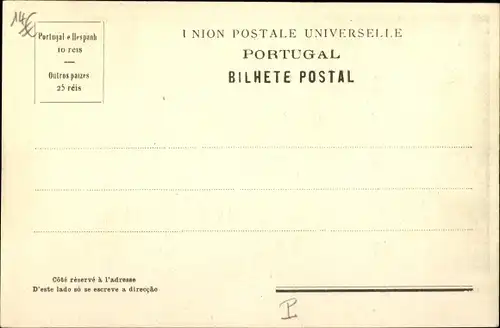 14€
Portugal e Hespanh
10 reis
Outros paizes
25 réis
UNION POSTALE UNIVERSELLE
PORTUGAL
BILHETE POSTAL
Côté réservé à l'adresse
D'este lado só se escreve a direcção
P